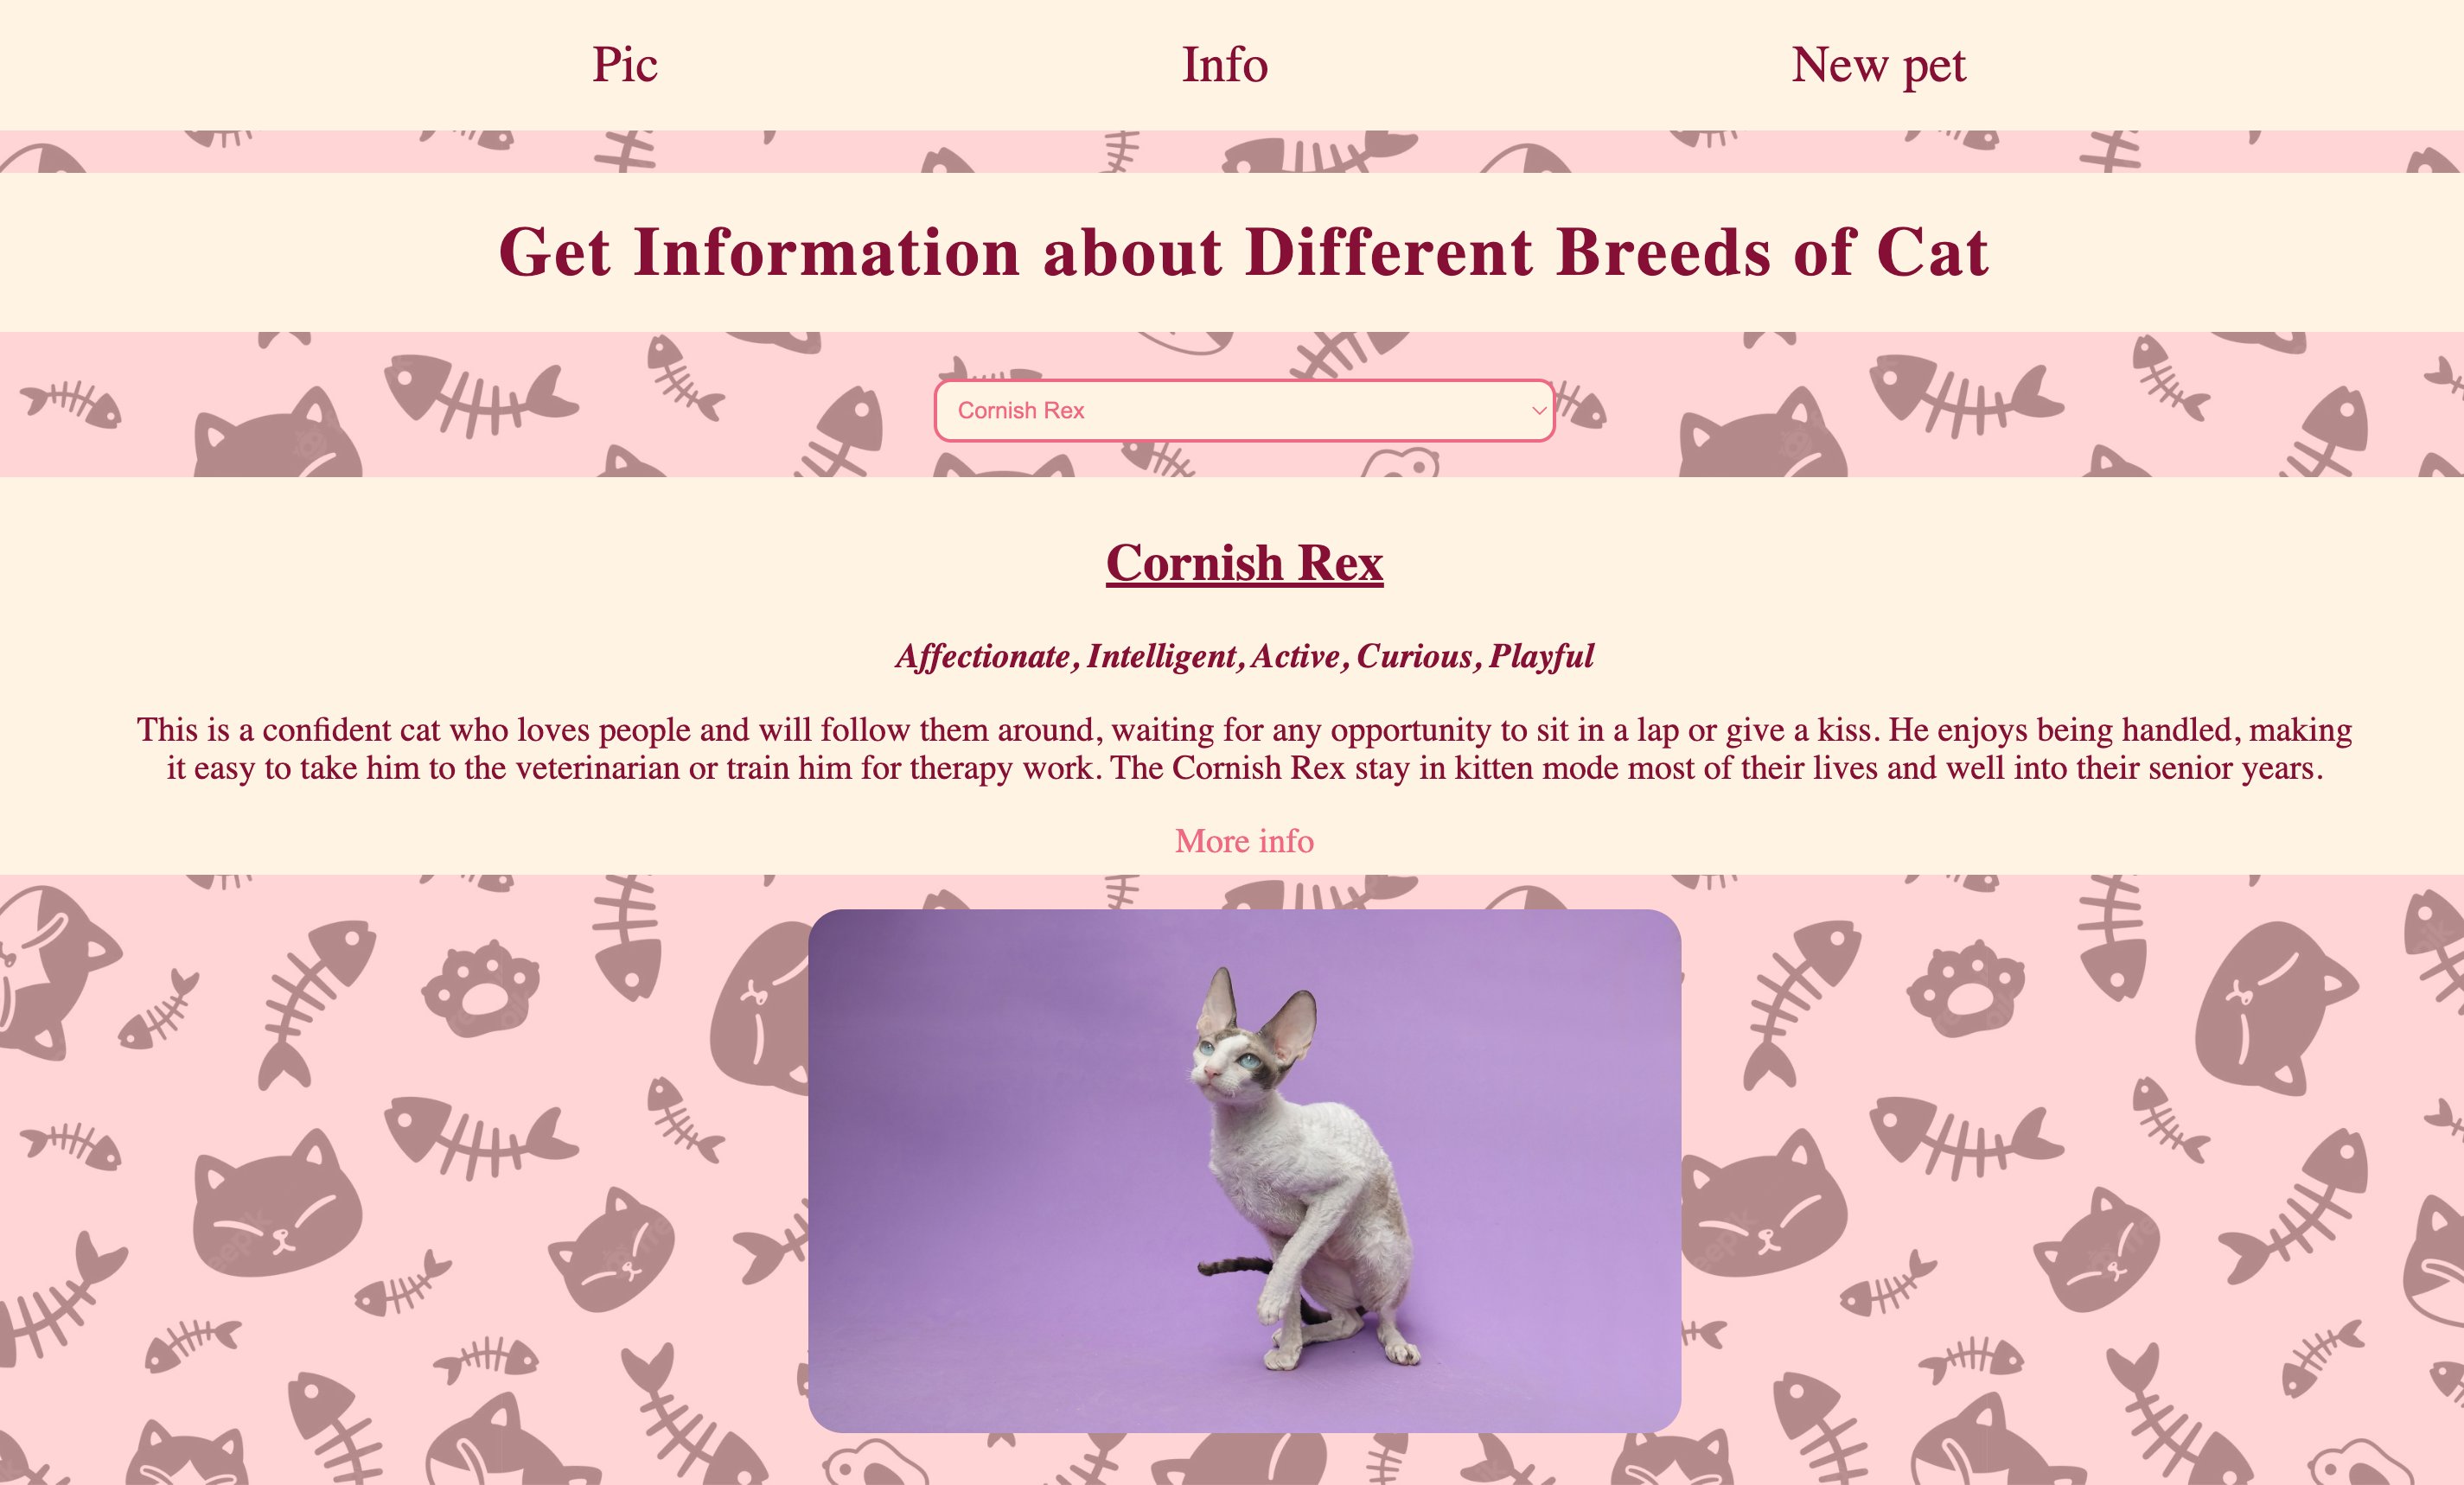 Pic
Info
New pet
Get Information about Different Breeds of Cat
Cornish Rex
Cornish Rex
Affectionate, Intelligent, Active, Curious, Playful
This is a confident cat who loves people and will follow them around, waiting for any opportunity to sit in a lap or give a kiss. He enjoys being handled, making
it easy to take him to the veterinarian or train him for therapy work. The Cornish Rex stay in kitten mode most of their lives and well into their senior years.
More info